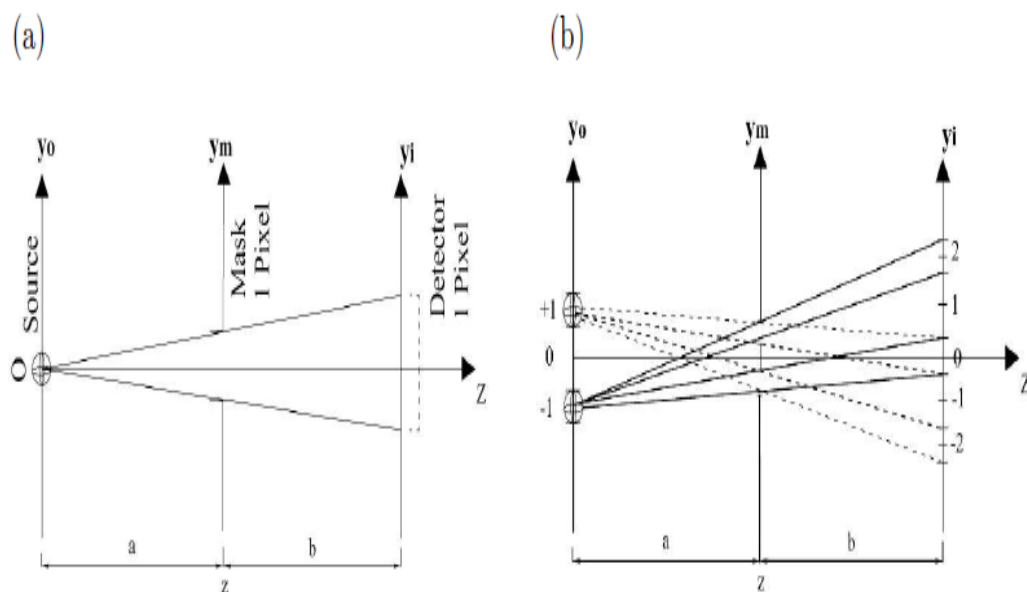 (a)
yo
ym
yi
Source
O
Mask
1 Pixel
Detector
1 Pixel
Z
a
b
z
(b)
yo
ym
yi
+1
0
-1
2
1
0
-1
-2
Z
a
b
z